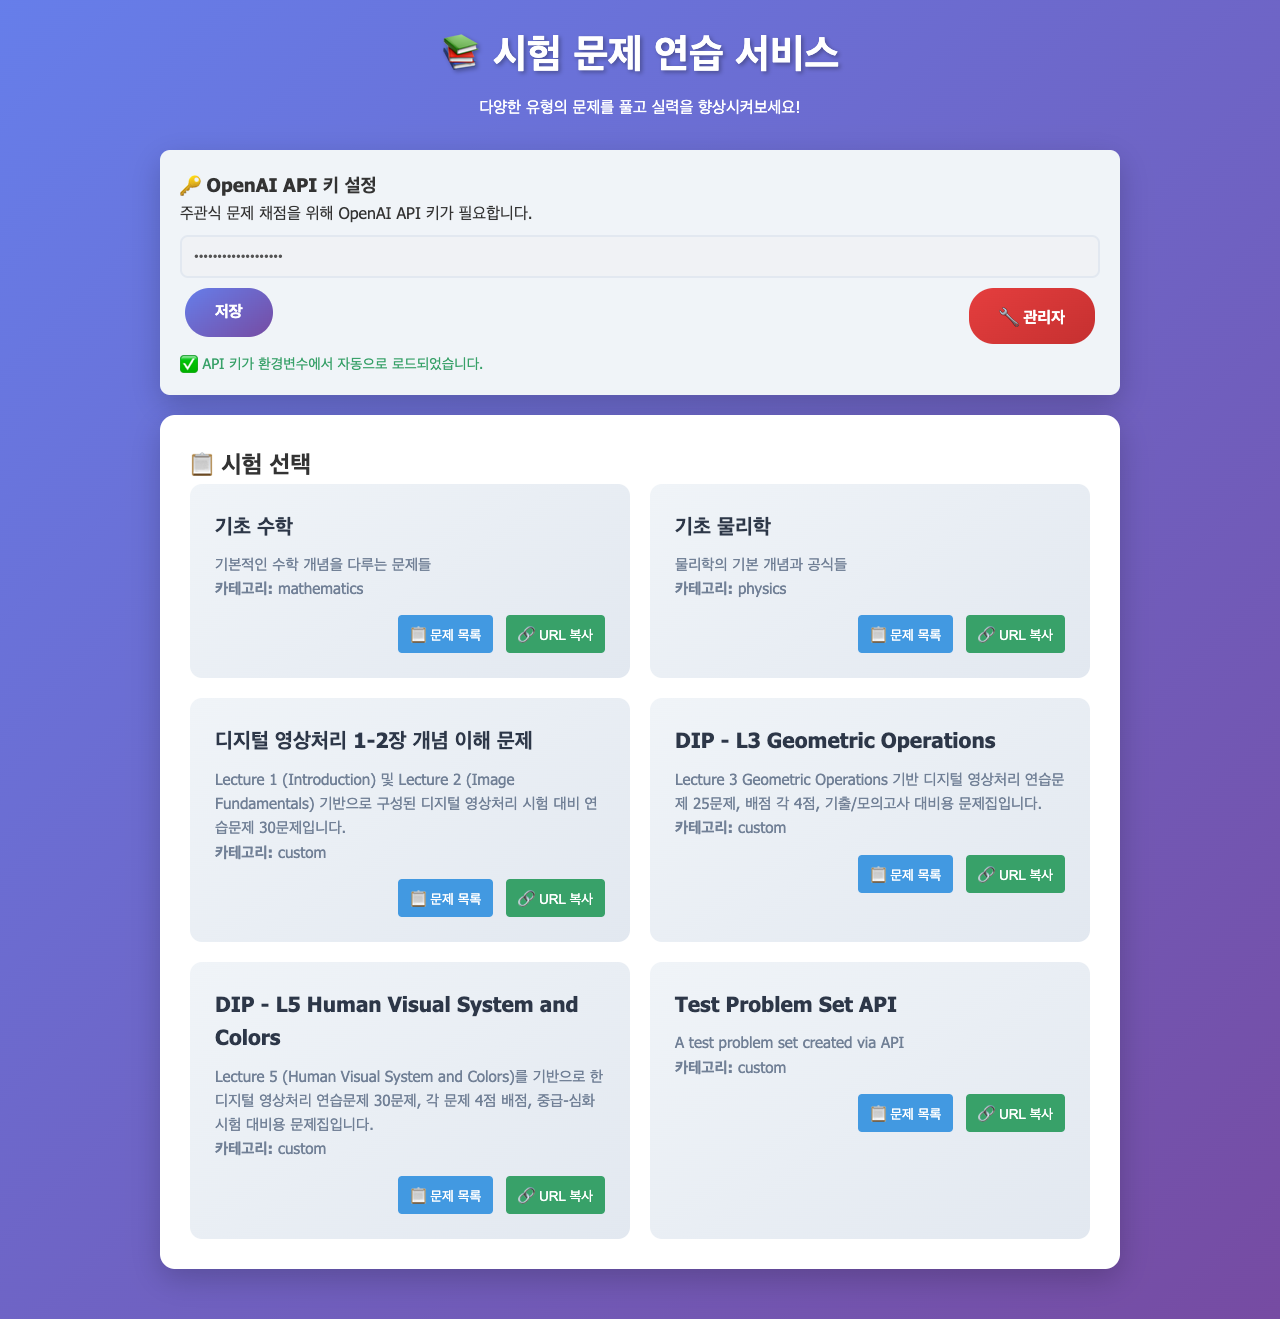 📚 시험 문제 연습 서비스
다양한 유형의 문제를 풀고 실력을 향상시켜보세요!
🔑 OpenAI API 키 설정
주관식 문제 채점을 위해 OpenAI API 키가 필요합니다.
•••••••••••••••••••
저장
🔧 관리자
✅ API 키가 환경변수에서 자동으로 로드되었습니다.
📋 시험 선택
기초 수학
기본적인 수학 개념을 다루는 문제들
카테고리: mathematics
📋 문제 목록
🔗 URL 복사
기초 물리학
물리학의 기본 개념과 공식들
카테고리: physics
📋 문제 목록
🔗 URL 복사
디지털 영상처리 1-2장 개념 이해 문제
Lecture 1 (Introduction) 및 Lecture 2 (Image
Fundamentals) 기반으로 구성된 디지털 영상처리 시험 대비 연
습문제 30문제입니다.
카테고리: custom
📋 문제 목록
🔗 URL 복사
DIP - L3 Geometric Operations
Lecture 3 Geometric Operations 기반 디지털 영상처리 연습문
제 25문제, 배점 각 4점, 기출/모의고사 대비용 문제집입니다.
카테고리: custom
📋 문제 목록
🔗 URL 복사
DIP - L5 Human Visual System and
Colors
Lecture 5 (Human Visual System and Colors)를 기반으로 한
디지털 영상처리 연습문제 30문제, 각 문제 4점 배점, 중급-심화
시험 대비용 문제집입니다.
카테고리: custom
📋 문제 목록
🔗 URL 복사
Test Problem Set API
A test problem set created via API
카테고리: custom
📋 문제 목록
🔗 URL 복사